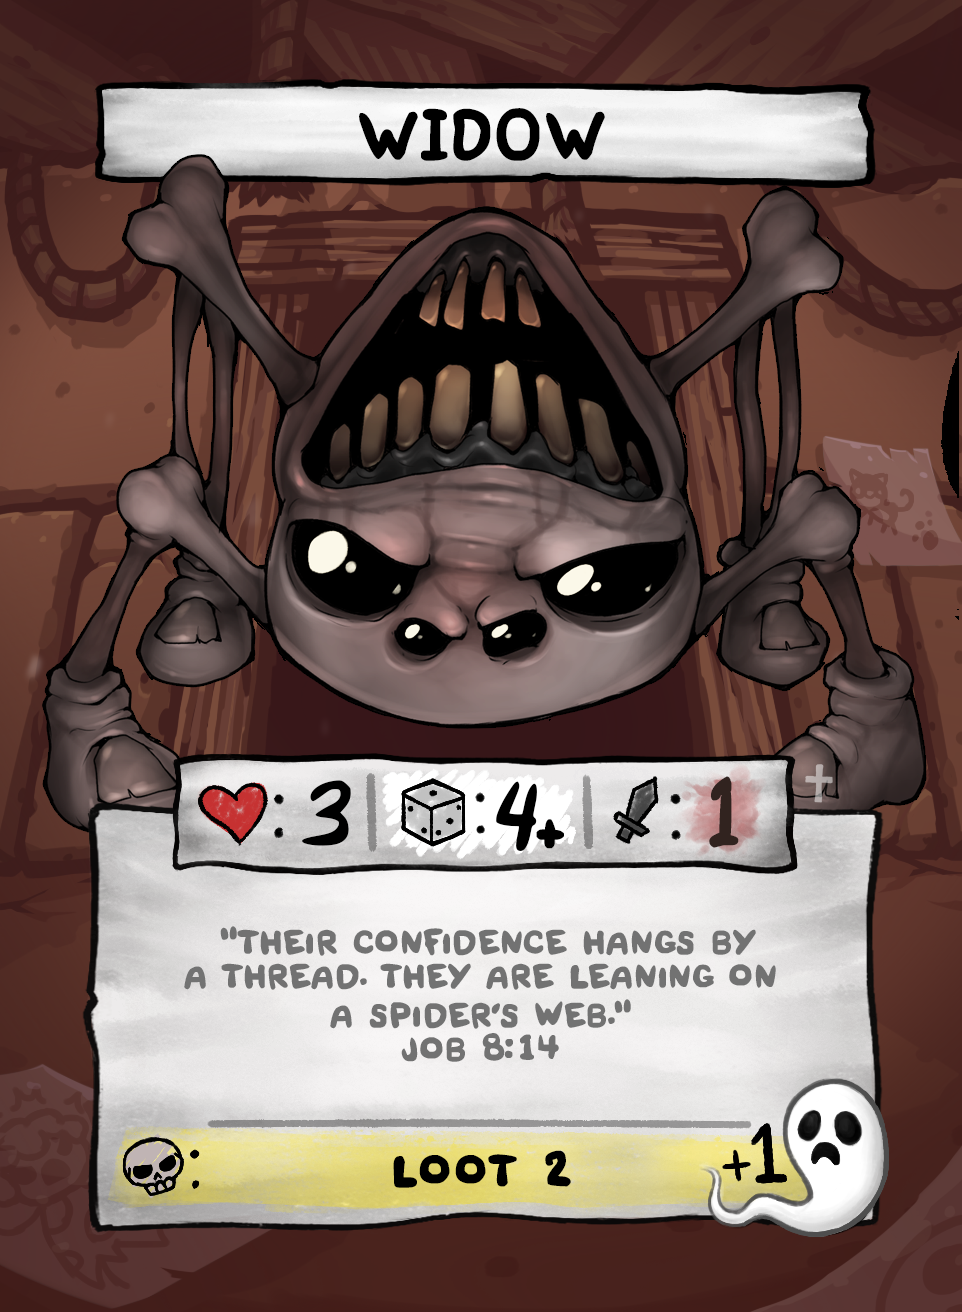 WIDOW
: 3 : 4+ : 1
"THEIR CONFIDENCE HANGS BY
A THREAD. THEY ARE LEANING ON
A SPIDER'S WEB."
JOB 8:14
: LOOT 2 +1